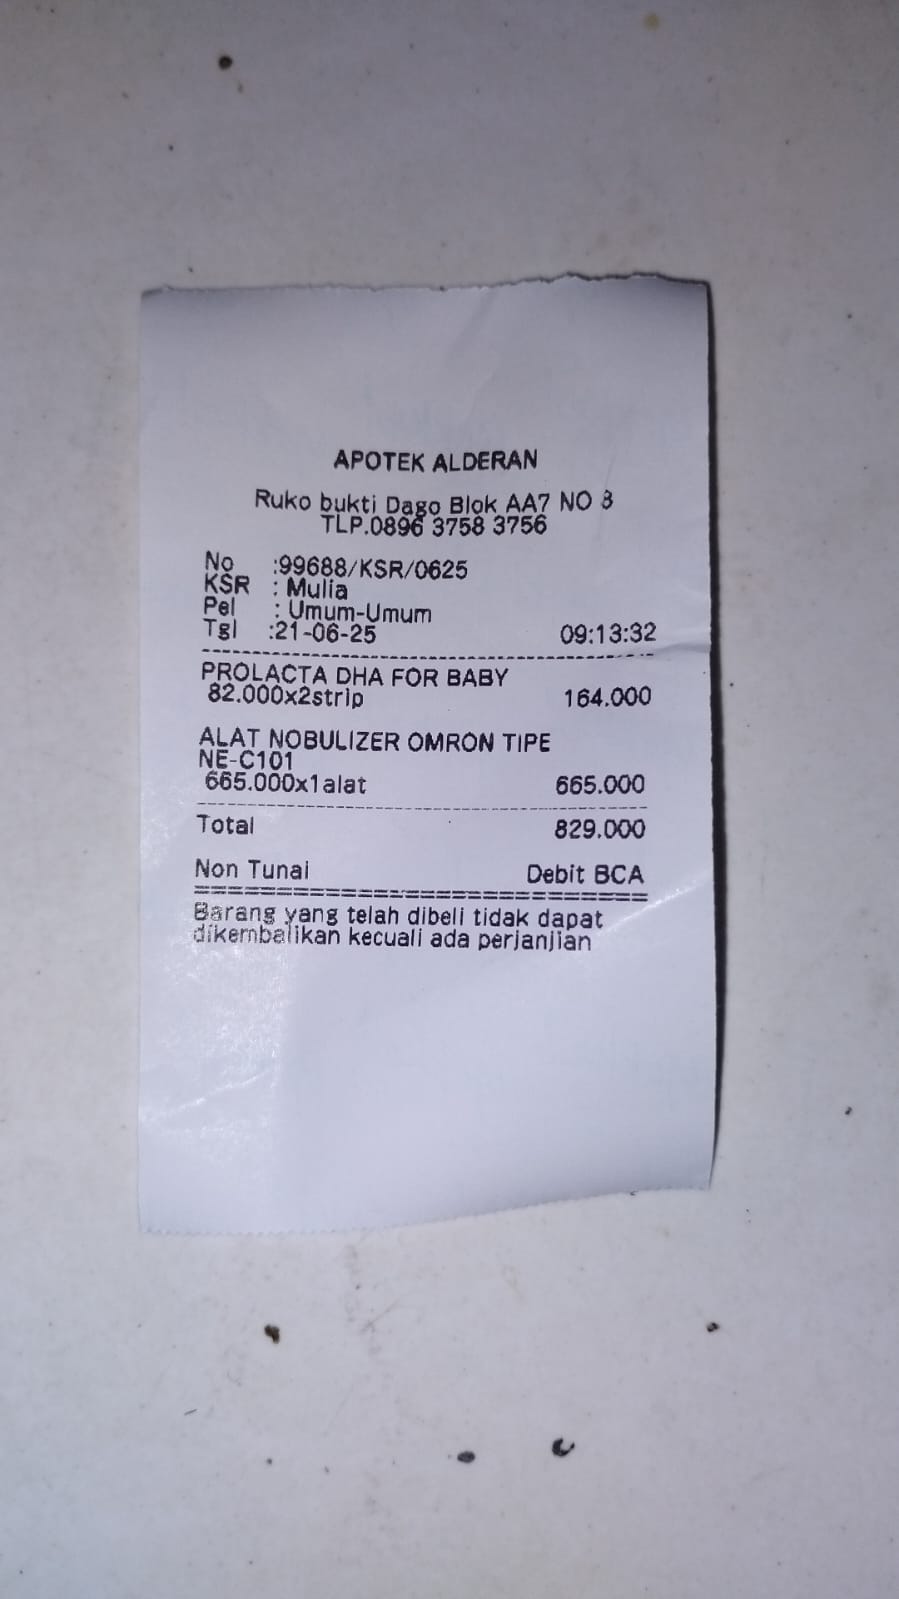 APOTEK ALDERAN
Ruko bukti Dago Blok AA7 NO 8
TLP.0896 3758 3756
No :99688/KSR/0625
KSR : Mulia
Pel : Umum-Umum
Tgl :21-06-25 09:13:32
PROLACTA DHA FOR BABY
82.000x2strip 164.000
ALAT NOBULIZER OMRON TIPE
NE-C101
665.000x1alat 665.000
Total 829.000
Non Tunai Debit BCA
Barang yang telah dibeli tidak dapat
dikembalikan kecuali ada perjanjian